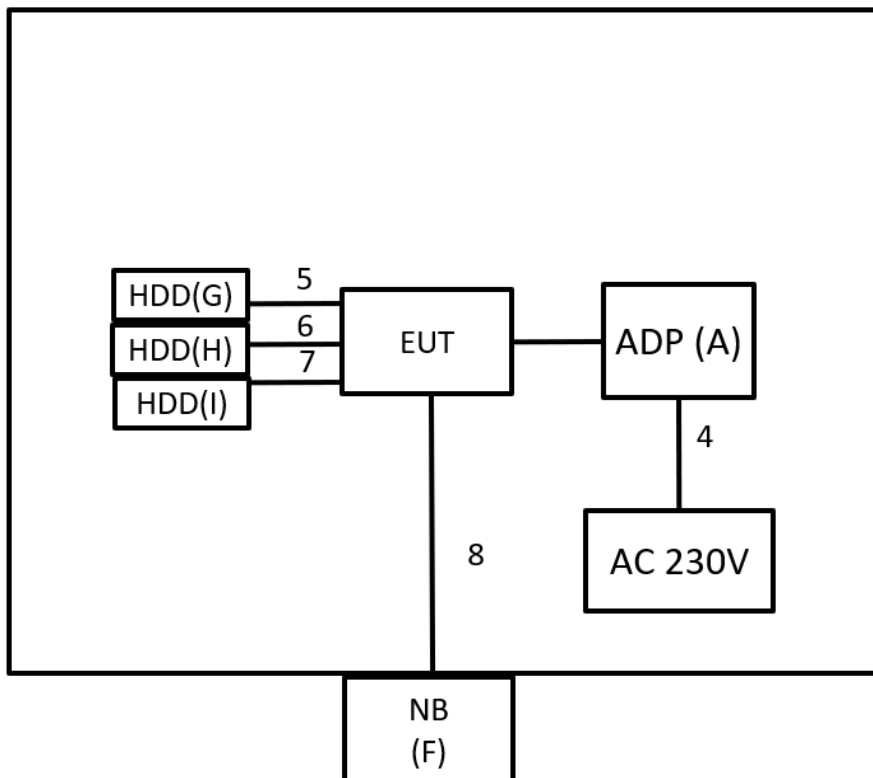 HDD(G)
5
HDD(H)
6
HDD(I)
7
EUT
ADP (A)
4
AC 230V
8
NB
(F)